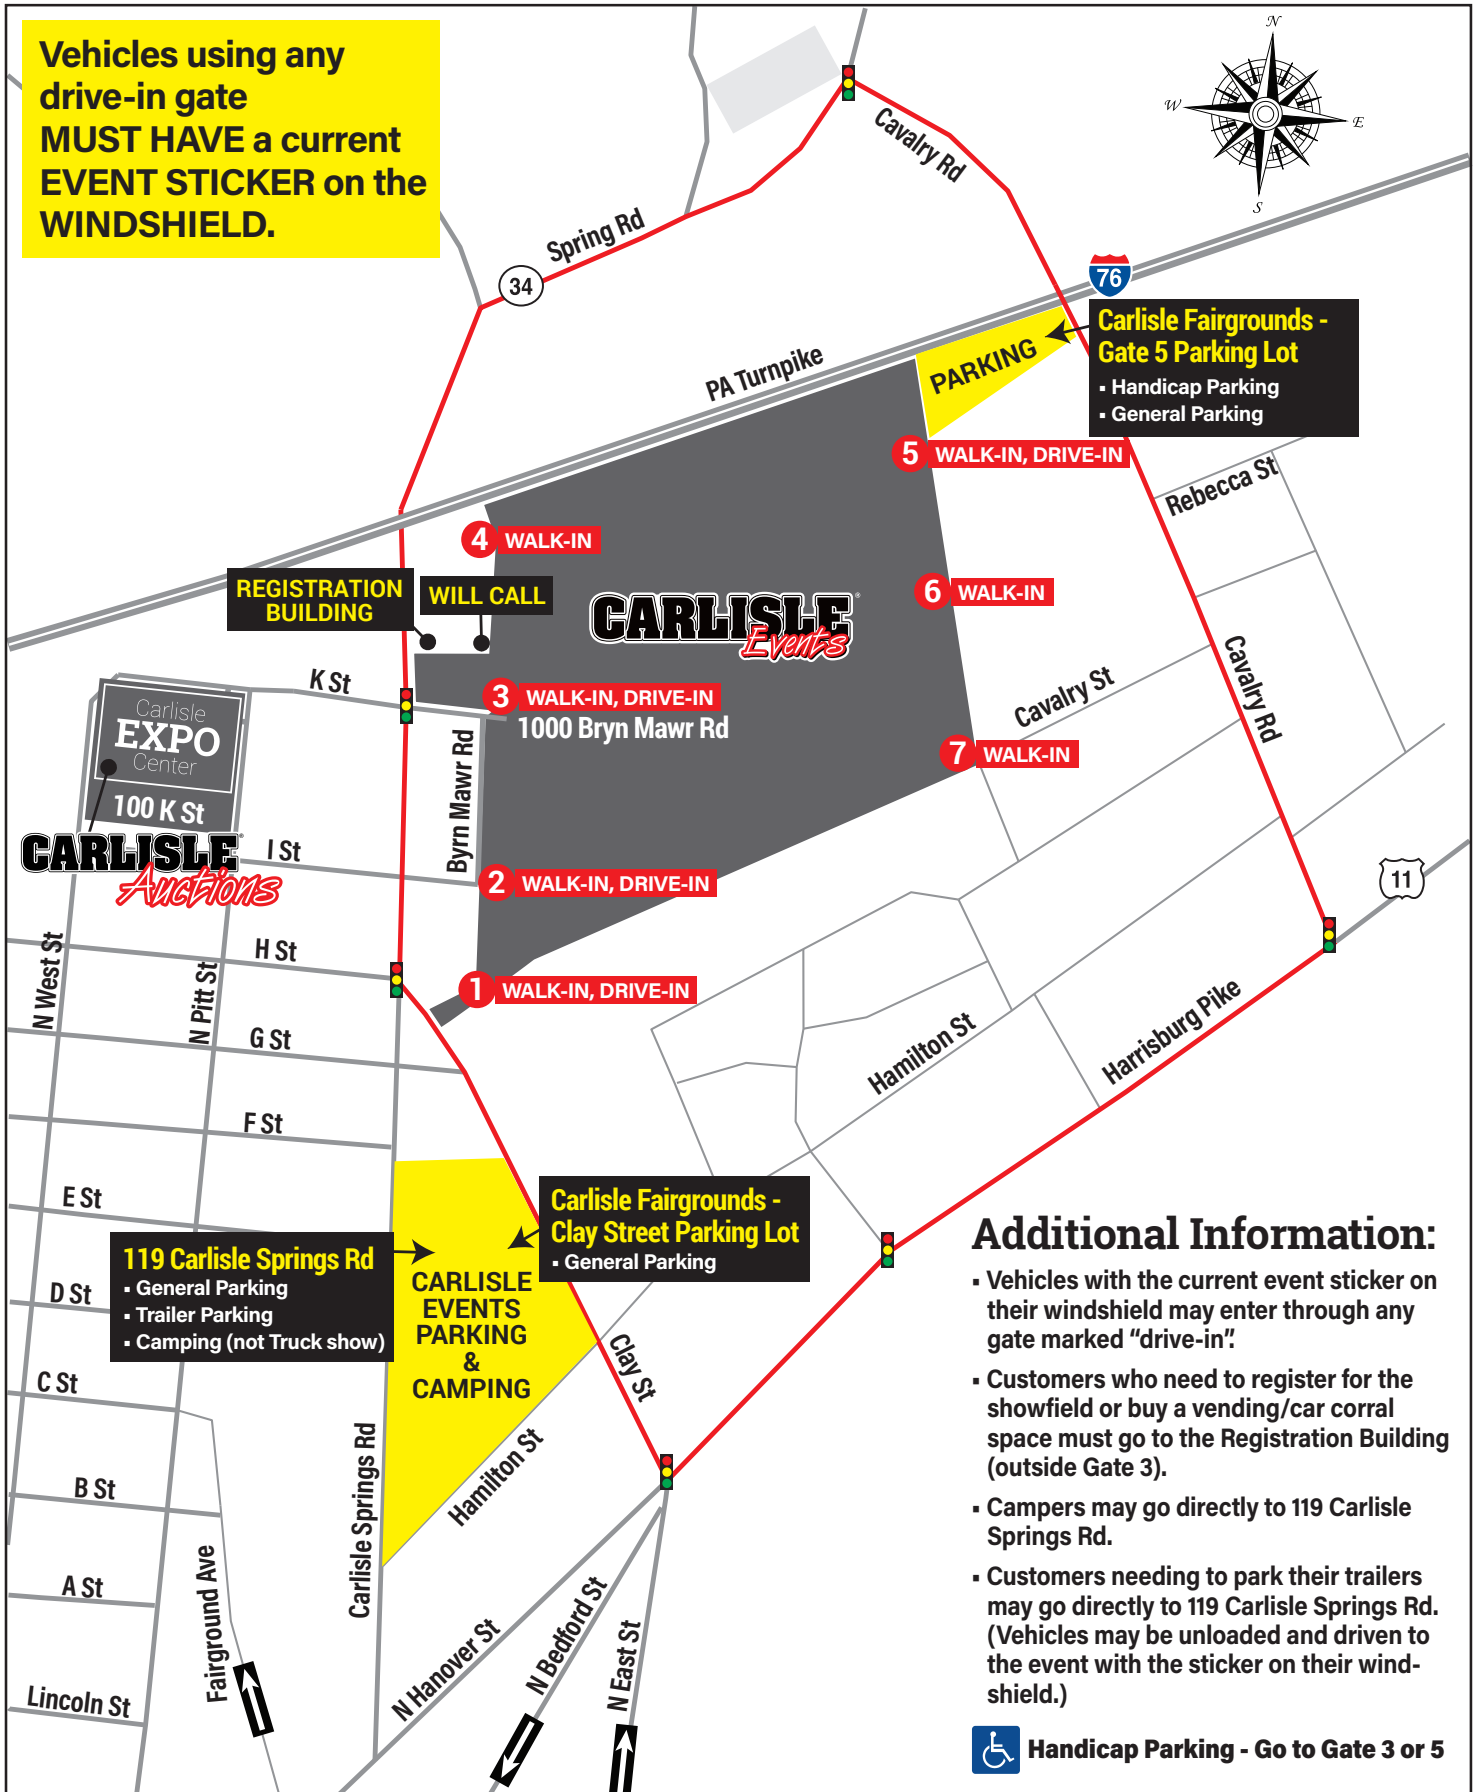 Vehicles using any
drive-in gate
MUST HAVE a current
EVENT STICKER on the
WINDSHIELD.
N
W
E
S
Cavalry Rd
Spring Rd
34
76
PA Turnpike
PARKING
Carlisle Fairgrounds -
Gate 5 Parking Lot
▪ Handicap Parking
▪ General Parking
5 WALK-IN, DRIVE-IN
Rebecca St
4 WALK-IN
REGISTRATION
BUILDING
WILL CALL
CARLISLE®
Events
6 WALK-IN
K St
3 WALK-IN, DRIVE-IN
1000 Bryn Mawr Rd
Cavalry St
Cavalry Rd
7 WALK-IN
Carlisle
EXPO
Center
100 K St
CARLISLE®
Auctions
Byrn Mawr Rd
I St
2 WALK-IN, DRIVE-IN
11
N West St
N Pitt St
H St
1 WALK-IN, DRIVE-IN
G St
Hamilton St
Harrisburg Pike
F St
E St
Carlisle Fairgrounds -
Clay Street Parking Lot
▪ General Parking
119 Carlisle Springs Rd
▪ General Parking
▪ Trailer Parking
▪ Camping (not Truck show)
CARLISLE
EVENTS
PARKING
&
CAMPING
D St
C St
Clay St
Hamilton St
Carlisle Springs Rd
B St
A St
Fairground Ave
Lincoln St
N Hanover St
N Bedford St
N East St
Additional Information:
▪ Vehicles with the current event sticker on
their windshield may enter through any
gate marked “drive-in”.
▪ Customers who need to register for the
showfield or buy a vending/car corral
space must go to the Registration Building
(outside Gate 3).
▪ Campers may go directly to 119 Carlisle
Springs Rd.
▪ Customers needing to park their trailers
may go directly to 119 Carlisle Springs Rd.
(Vehicles may be unloaded and driven to
the event with the sticker on their wind-
shield.)
Handicap Parking - Go to Gate 3 or 5